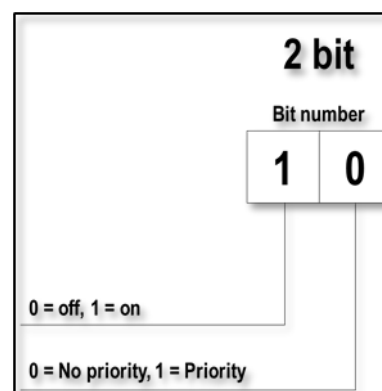 2 bit
Bit number
1 0
0 = off, 1 = on
0 = No priority, 1 = Priority